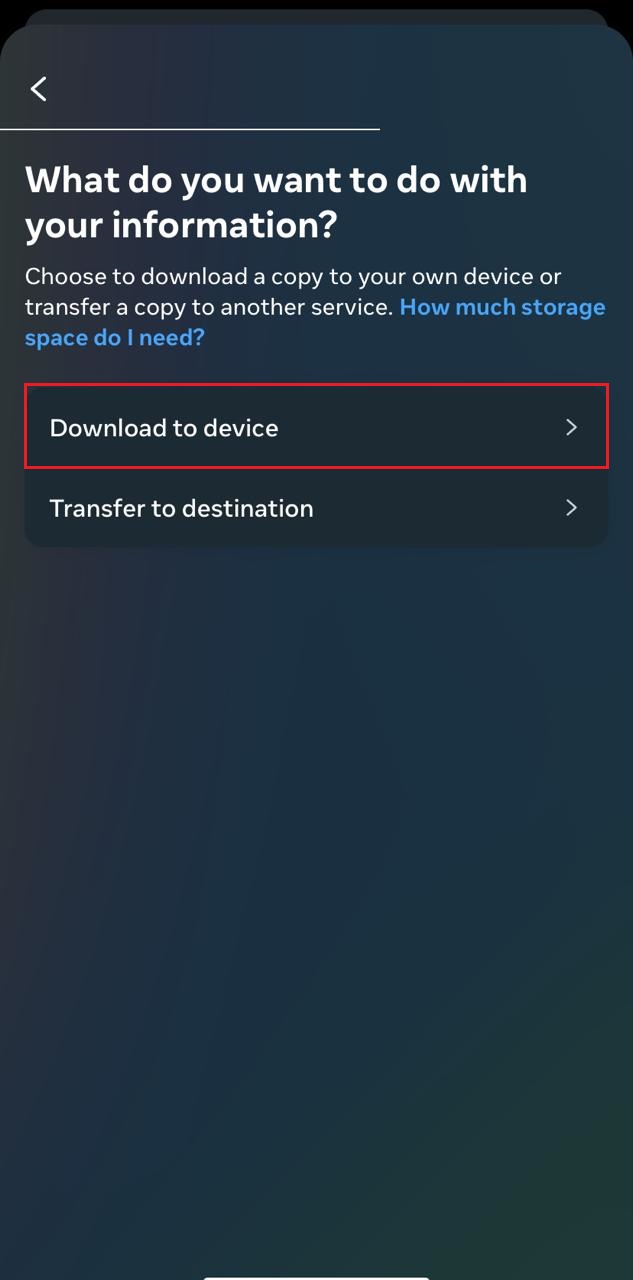 What do you want to do with
your information?
Choose to download a copy to your own device or
transfer a copy to another service. How much storage
space do I need?
Download to device
Transfer to destination